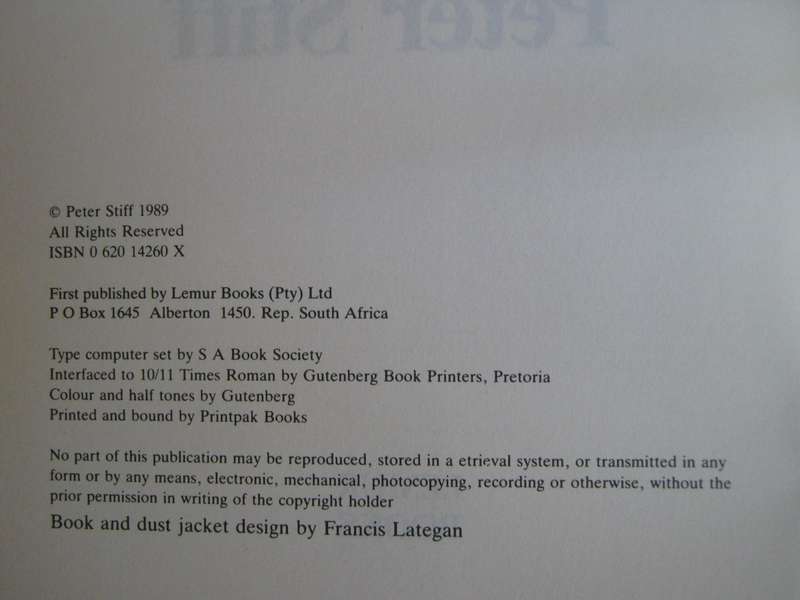 Peter Stiff
© Peter Stiff 1989
All Rights Reserved
ISBN 0 620 14260 X
First published by Lemur Books (Pty) Ltd
P O Box 1645 Alberton 1450. Rep. South Africa
Type computer set by S A Book Society
Interfaced to 10/11 Times Roman by Gutenberg Book Printers, Pretoria
Colour and half tones by Gutenberg
Printed and bound by Printpak Books
No part of this publication may be reproduced, stored in a etrieval system, or transmitted in any
form or by any means, electronic, mechanical, photocopying, recording or otherwise, without the
prior permission in writing of the copyright holder
Book and dust jacket design by Francis Lategan